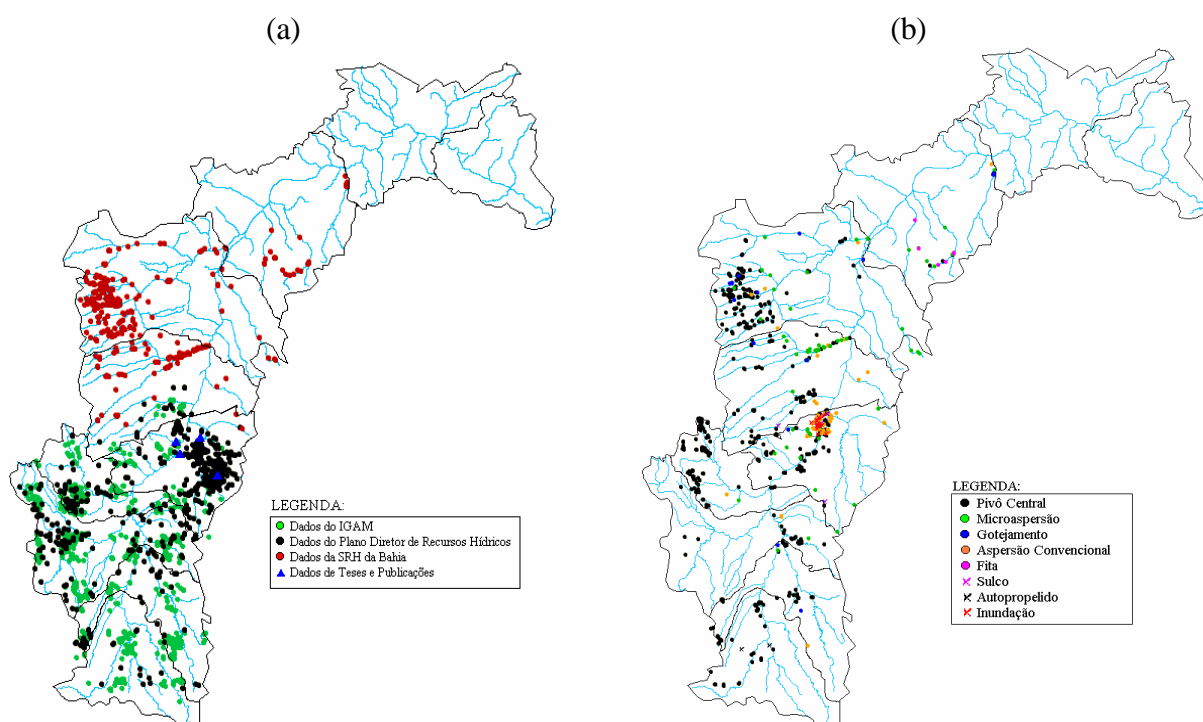 (a)
(b)
LEGENDA:
Dados do IGAM
Dados do Plano Diretor de Recursos Hídricos
Dados da SRH da Bahia
Dados de Teses e Publicações
LEGENDA:
Pivô Central
Microaspersão
Gotejamento
Aspersão Convencional
Fita
Sulco
Autopropelido
Inundação